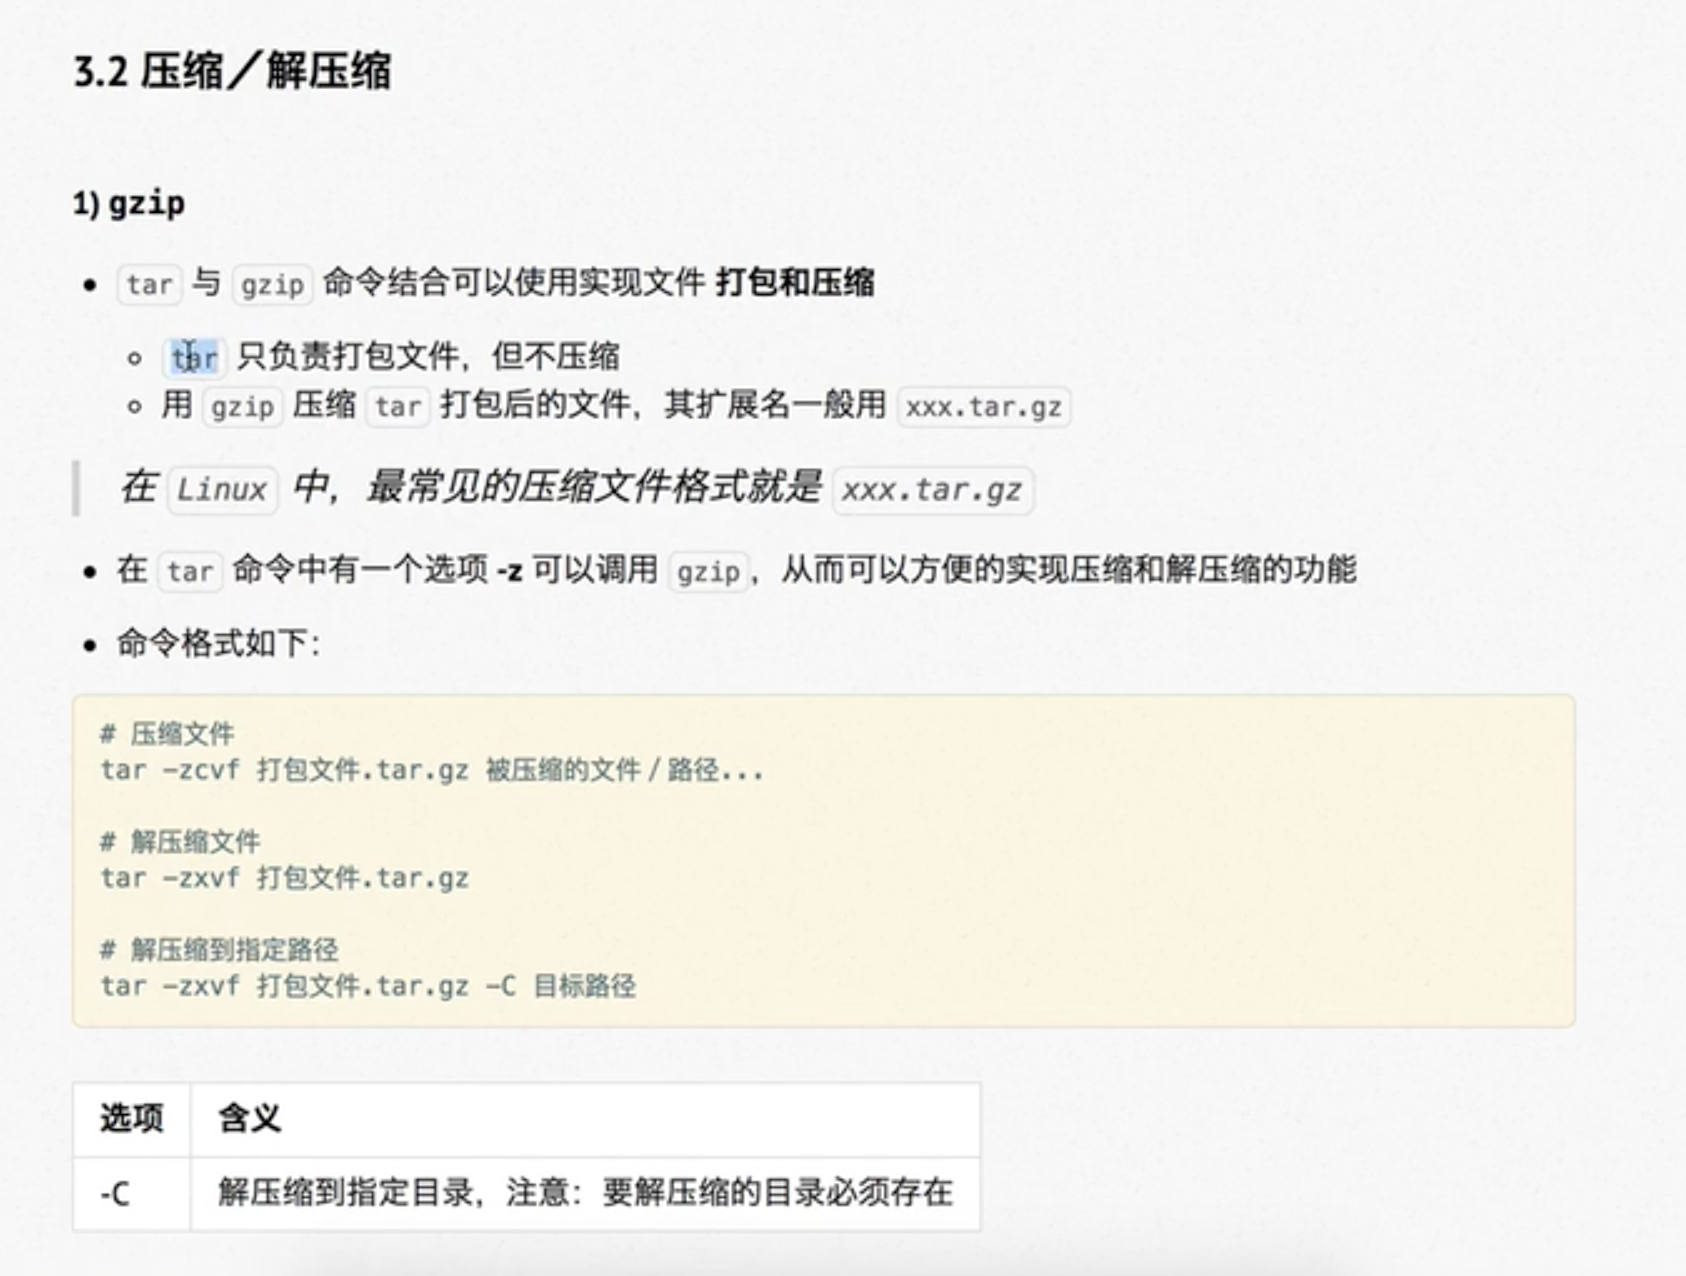 3.2 压缩／解压缩
1) gzip
• tar 与 gzip 命令结合可以使用实现文件 打包和压缩
◦ tar 只负责打包文件，但不压缩
◦ 用 gzip 压缩 tar 打包后的文件，其扩展名一般用 xxx.tar.gz
在 Linux 中，最常见的压缩文件格式就是 xxx.tar.gz
• 在 tar 命令中有一个选项 -z 可以调用 gzip，从而可以方便的实现压缩和解压缩的功能
• 命令格式如下：
# 压缩文件
tar -zcvf 打包文件.tar.gz 被压缩的文件／路径...
# 解压缩文件
tar -zxvf 打包文件.tar.gz
# 解压缩到指定路径
tar -zxvf 打包文件.tar.gz -C 目标路径
选项 含义
-C 解压缩到指定目录，注意：要解压缩的目录必须存在